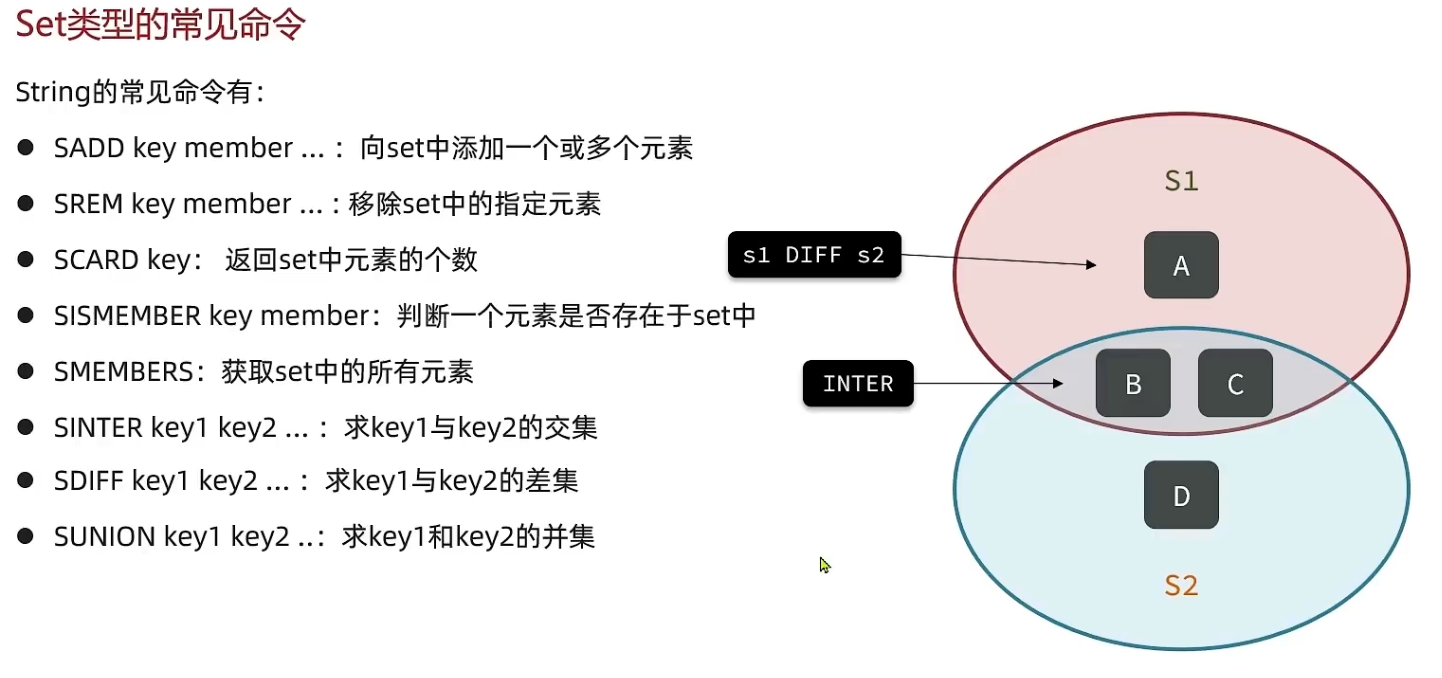 Set类型的常见命令
String的常见命令有：
● SADD key member ... ：向set中添加一个或多个元素
● SREM key member ... : 移除set中的指定元素
● SCARD key： 返回set中元素的个数
● SISMEMBER key member：判断一个元素是否存在于set中
● SMEMBERS：获取set中的所有元素
● SINTER key1 key2 ... ：求key1与key2的交集
● SDIFF key1 key2 ... ：求key1与key2的差集
● SUNION key1 key2 ..：求key1和key2的并集
S1
s1 DIFF s2
A
INTER
B C
D
S2